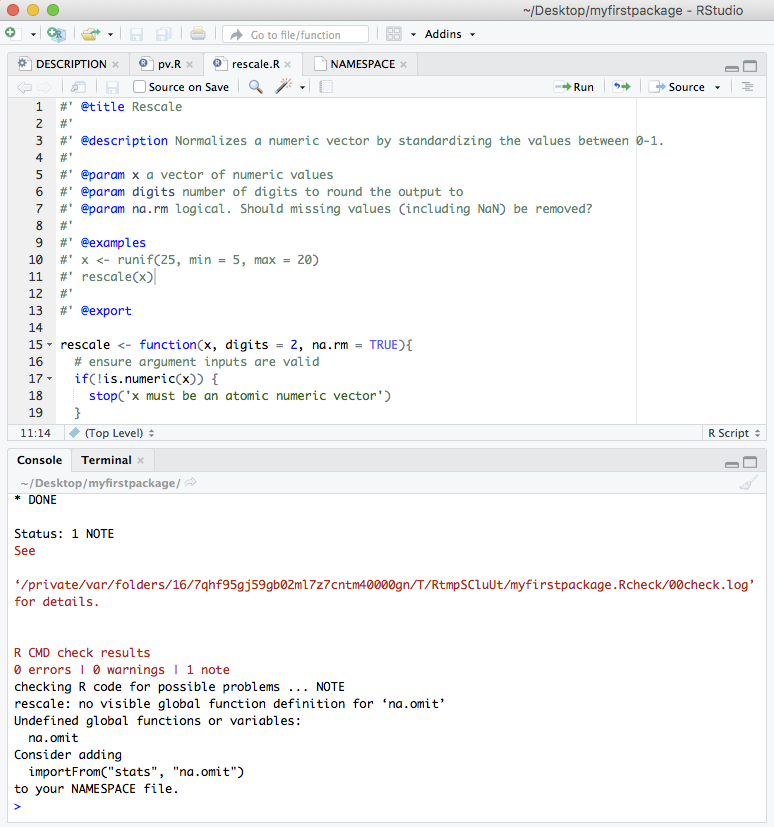 ~/Desktop/myfirstpackage - RStudio
Go to file/function
Addins
DESCRIPTION
pv.R
rescale.R
NAMESPACE
Source on Save
Run
Source
1 #' @title Rescale
2 #'
3 #' @description Normalizes a numeric vector by standardizing the values between 0-1.
4 #'
5 #' @param x a vector of numeric values
6 #' @param digits number of digits to round the output to
7 #' @param na.rm logical. Should missing values (including NaN) be removed?
8 #'
9 #' @examples
10 #' x <- runif(25, min = 5, max = 20)
11 #' rescale(x)
12 #'
13 #' @export
14
15 rescale <- function(x, digits = 2, na.rm = TRUE){
16 # ensure argument inputs are valid
17 if(!is.numeric(x)) {
18 stop('x must be an atomic numeric vector')
19 }
11:14 (Top Level) R Script
Console Terminal
~/Desktop/myfirstpackage/
* DONE
Status: 1 NOTE
See
‘/private/var/folders/16/7qhf95gj59gb02ml7z7cntm40000gn/T/RtmpSCluUt/myfirstpackage.Rcheck/00check.log’
for details.
R CMD check results
0 errors | 0 warnings | 1 note
checking R code for possible problems ... NOTE
rescale: no visible global function definition for ‘na.omit’
Undefined global functions or variables:
na.omit
Consider adding
importFrom("stats", "na.omit")
to your NAMESPACE file.
>